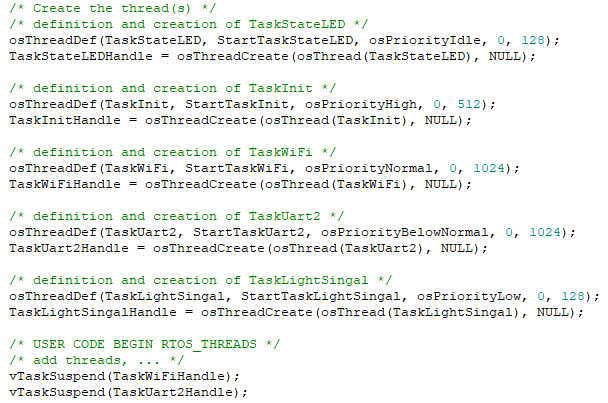 /* Create the thread(s) */
/* definition and creation of TaskStateLED */
osThreadDef(TaskStateLED, StartTaskStateLED, osPriorityIdle, 0, 128);
TaskStateLEDHandle = osThreadCreate(osThread(TaskStateLED), NULL);
/* definition and creation of TaskInit */
osThreadDef(TaskInit, StartTaskInit, osPriorityHigh, 0, 512);
TaskInitHandle = osThreadCreate(osThread(TaskInit), NULL);
/* definition and creation of TaskWiFi */
osThreadDef(TaskWiFi, StartTaskWiFi, osPriorityNormal, 0, 1024);
TaskWiFiHandle = osThreadCreate(osThread(TaskWiFi), NULL);
/* definition and creation of TaskUart2 */
osThreadDef(TaskUart2, StartTaskUart2, osPriorityBelowNormal, 0, 1024);
TaskUart2Handle = osThreadCreate(osThread(TaskUart2), NULL);
/* definition and creation of TaskLightSingal */
osThreadDef(TaskLightSingal, StartTaskLightSingal, osPriorityLow, 0, 128);
TaskLightSingalHandle = osThreadCreate(osThread(TaskLightSingal), NULL);
/* USER CODE BEGIN RTOS_THREADS */
/* add threads, ... */
vTaskSuspend(TaskWiFiHandle);
vTaskSuspend(TaskUart2Handle);